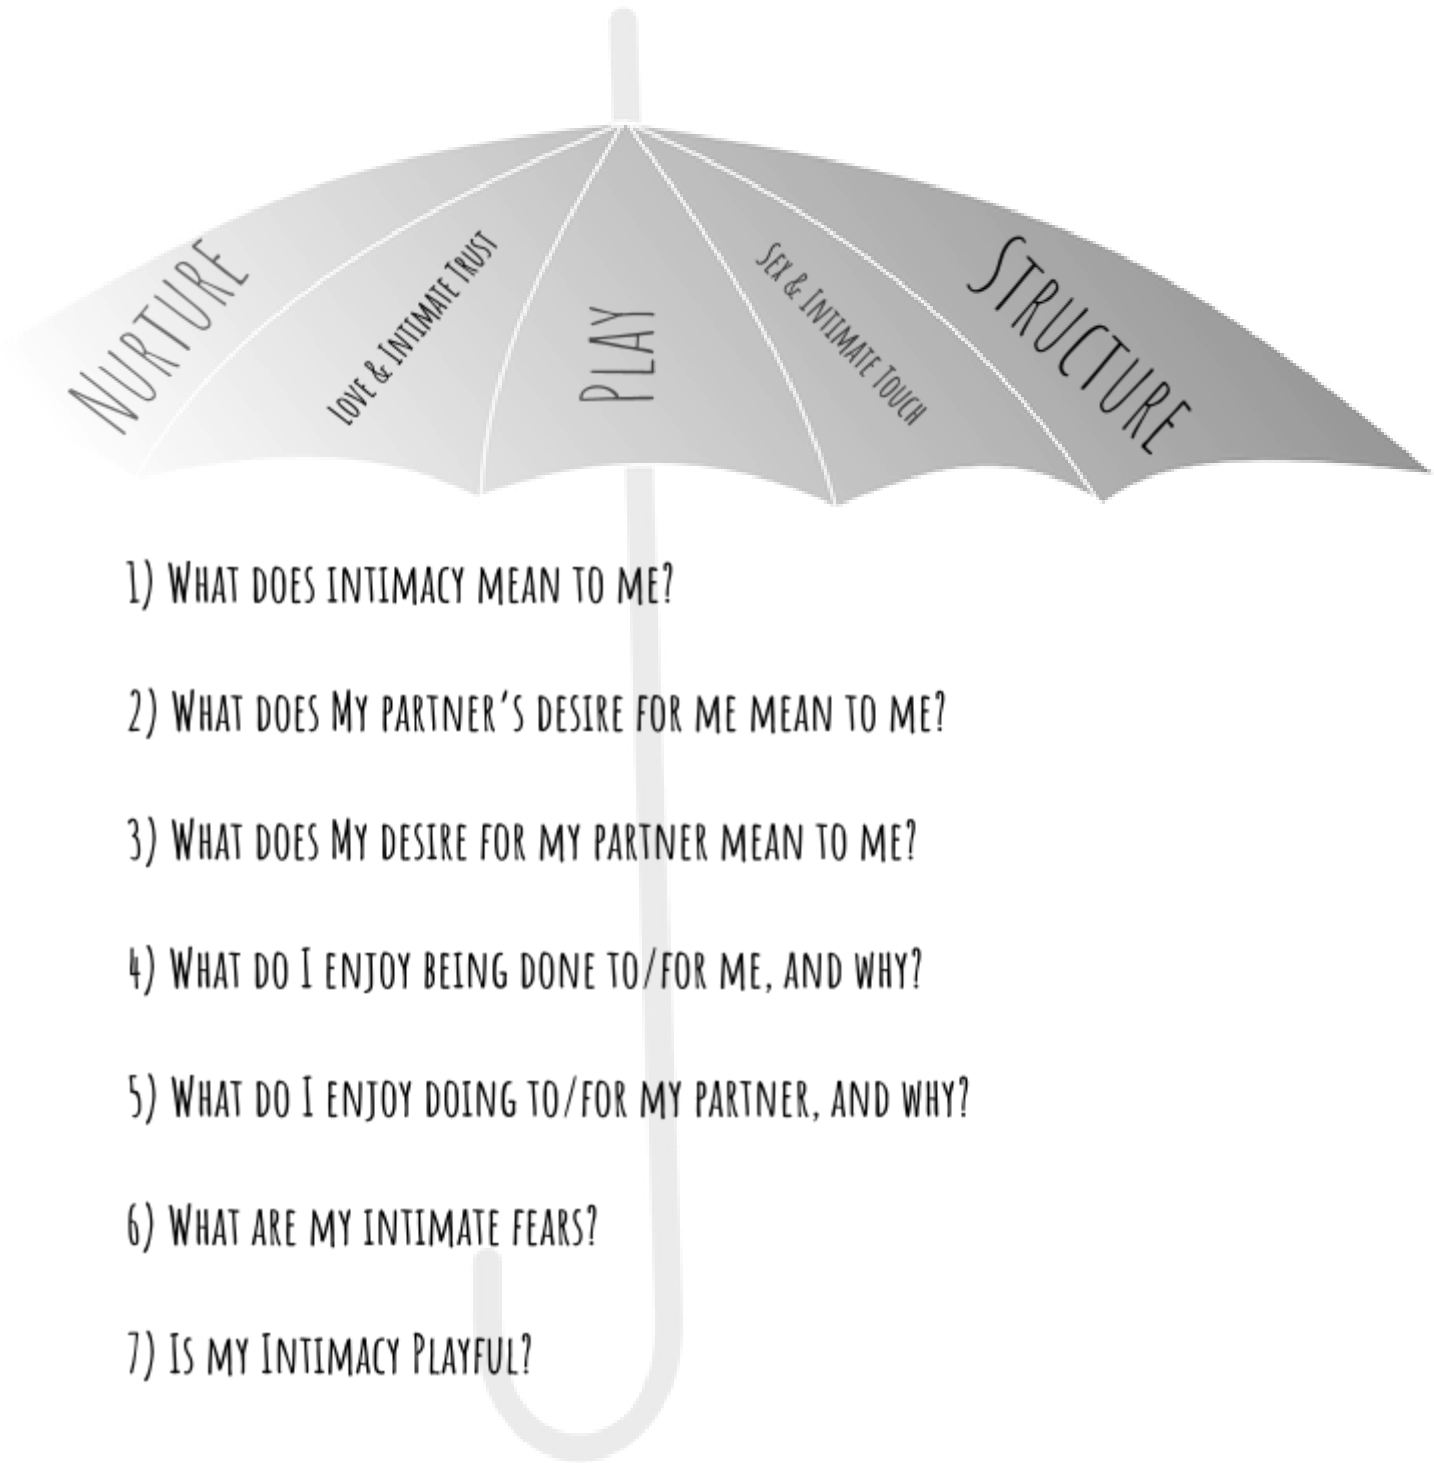 Nurture
Love & Intimate Trust
Play
Sex & Intimate Touch
Structure
1) What does intimacy mean to me?
2) What does My partner's desire for me mean to me?
3) What does My desire for my partner mean to me?
4) What do I enjoy being done to/for me, and why?
5) What do I enjoy doing to/for my partner, and why?
6) What are my intimate fears?
7) Is my Intimacy Playful?